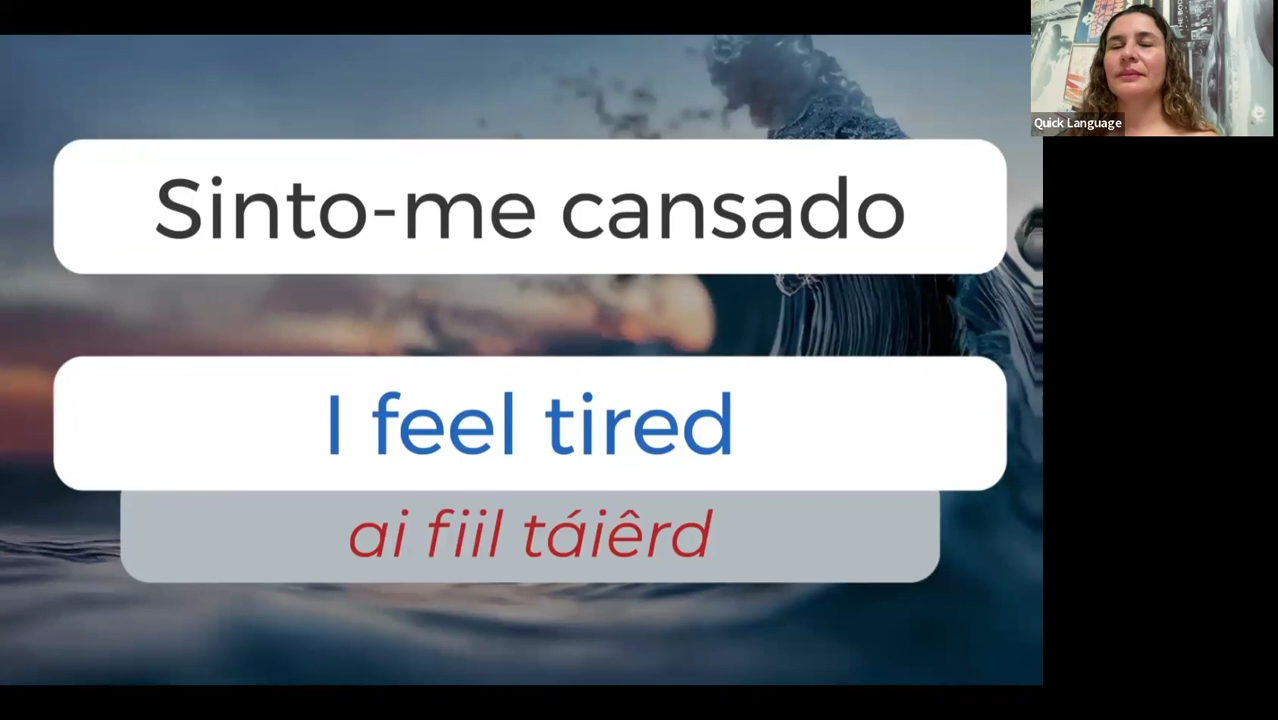 Sinto-me cansado
I feel tired
ai fiil táiêrd
Quick Language